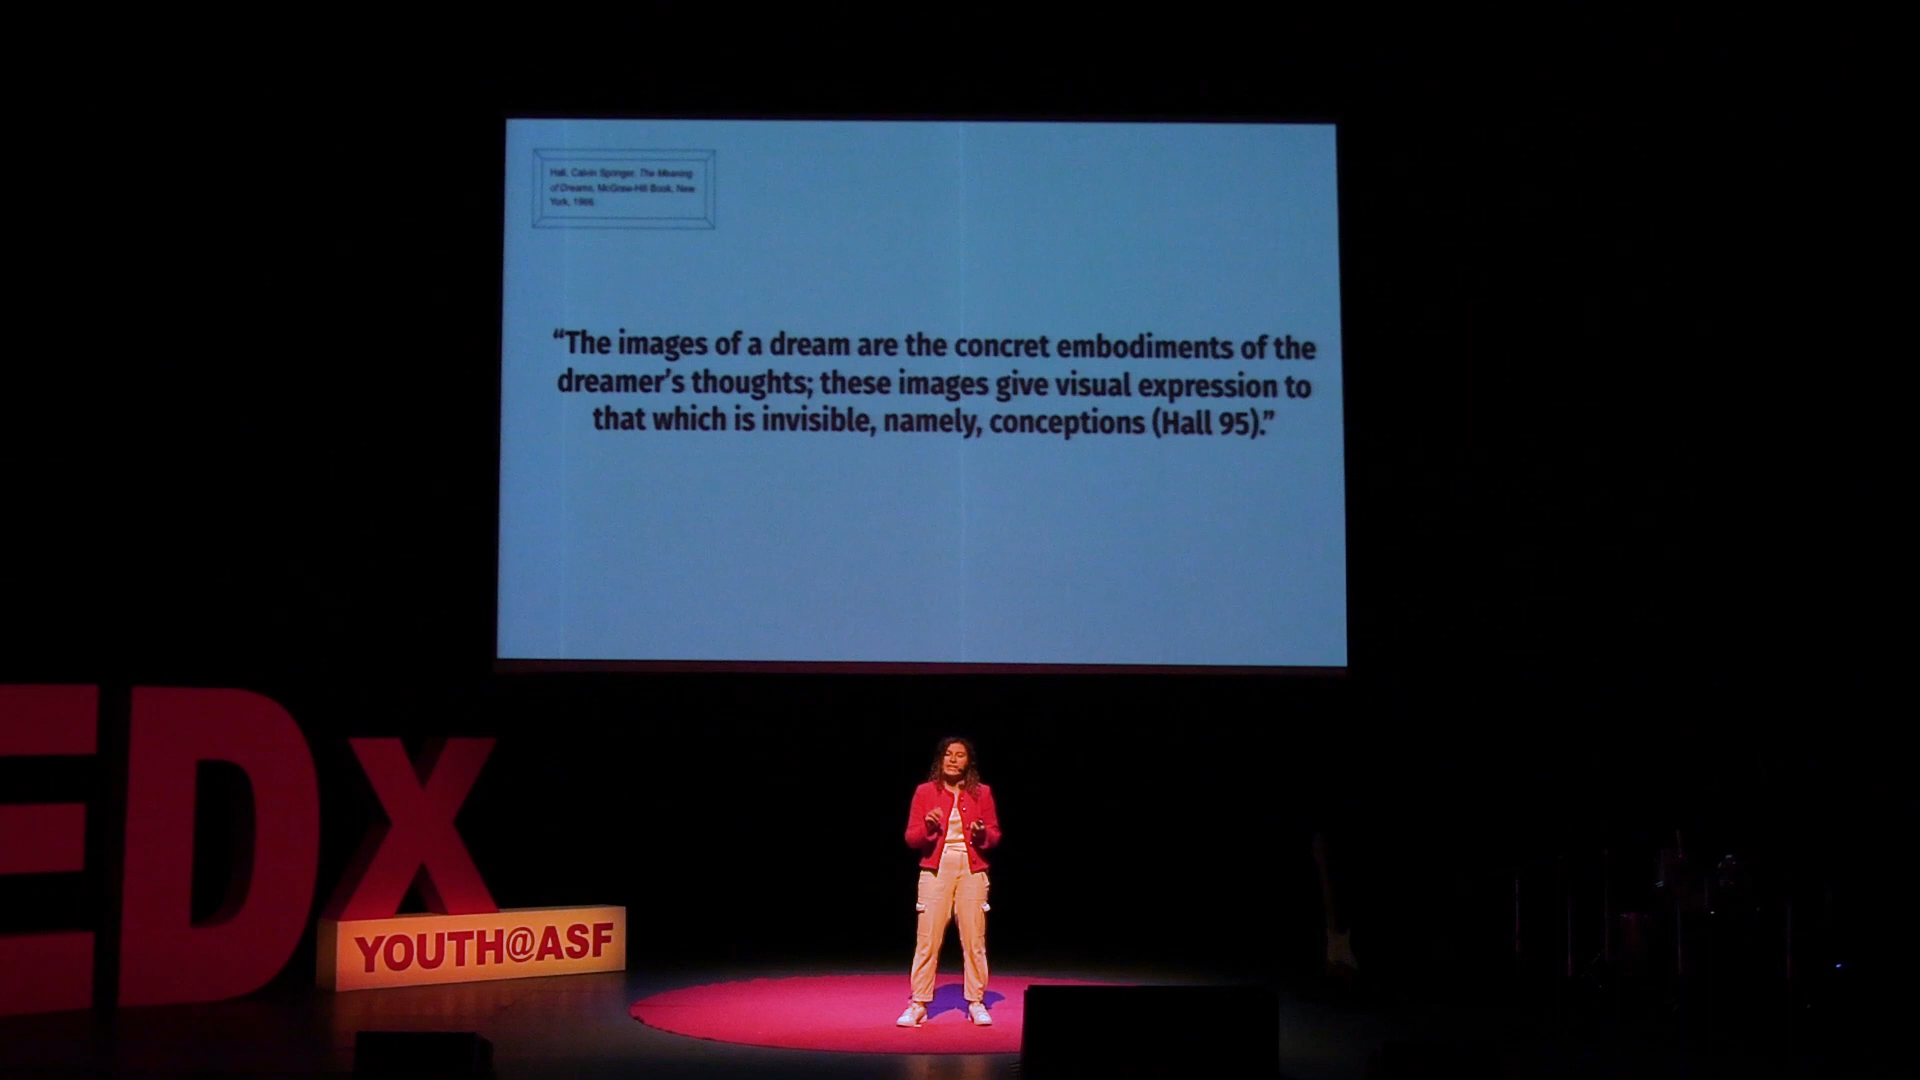 Hall, Calvin Springer. The Meaning
of Dreams, McGraw-Hill Book, New
York, 1966.
“The images of a dream are the concret embodiments of the
dreamer’s thoughts; these images give visual expression to
that which is invisible, namely, conceptions (Hall 95).”
EDx
YOUTH@ASF